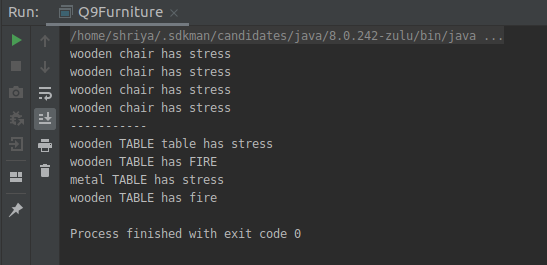 Run: Q9Furniture ×
/home/shriya/.sdkman/candidates/java/8.0.242-zulu/bin/java ...
wooden chair has stress
wooden chair has stress
wooden chair has stress
wooden chair has stress
-----------
wooden TABLE table has stress
wooden TABLE has FIRE
metal TABLE has stress
wooden TABLE has fire
Process finished with exit code 0